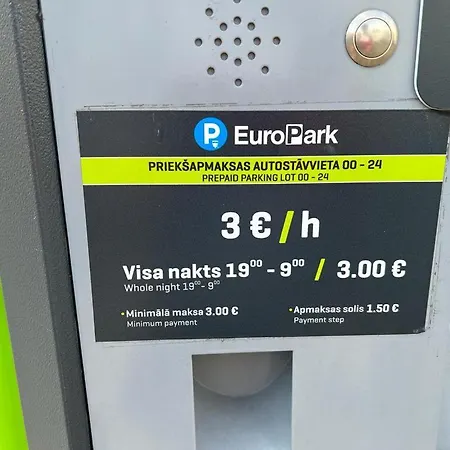 P EuroPark
PRIEKŠAPMAKSAS AUTOSTĀVVIETA 00 - 24
PREPAID PARKING LOT 00 - 24
3 € / h
Visa nakts 19⁰⁰ - 9⁰⁰ / 3.00 €
Whole night 19⁰⁰ - 9⁰⁰
• Minimālā maksa 3.00 €
Minimum payment
• Apmaksas solis 1.50 €
Payment step